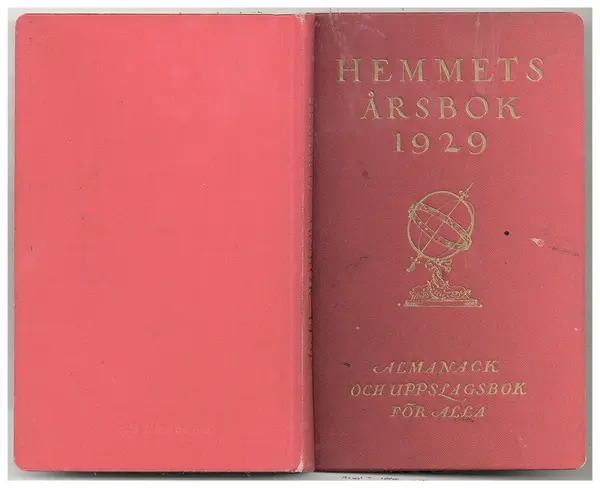 HEMMETS
ÅRSBOK
1929
ALMANACK
OCH UPPSLAGSBOK
FÖR ALLA